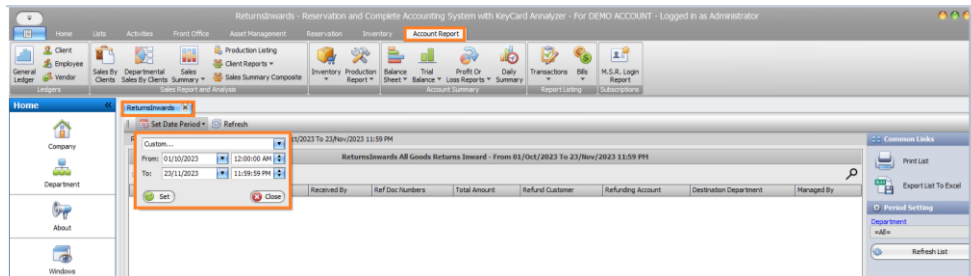 ReturnsInwards - Reservation and Complete Accounting System with KeyCard Annalyzer - For DEMO ACCOUNT - Logged in as Administrator
Home Lists Activities Front Office Asset Management Reservation Inventory Account Report
General Ledger
Client
Employee
Vendor
Ledgers
Sales By Clients
Departmental Sales By Clients
Sales Summary
Production Listing
Client Reports
Sales Summary Composite
Sales Report and Analysis
Inventory
Production Report
Balance Sheet
Trial Balance
Profit Or Loss Reports
Daily Summary
Account Summary
Transactions
Bills
Report Listing
M.S.R. Login Report
Subscriptions
Home
Company
Department
About
Windows
ReturnsInwards
Set Date Period Refresh
Oct/2023 To 23/Nov/2023 11:59 PM
Custom...
From: 01/10/2023 12:00:00 AM
To: 23/11/2023 11:59:59 PM
Set Close
ReturnsInwards All Goods Returns Inward - From 01/Oct/2023 To 23/Nov/2023 11:59 PM
Received By Ref Doc Numbers Total Amount Refund Customer Refunding Account Destination Department Managed By
Common Links
Print List
Export List To Excel
Period Setting
Department
=All=
Refresh List